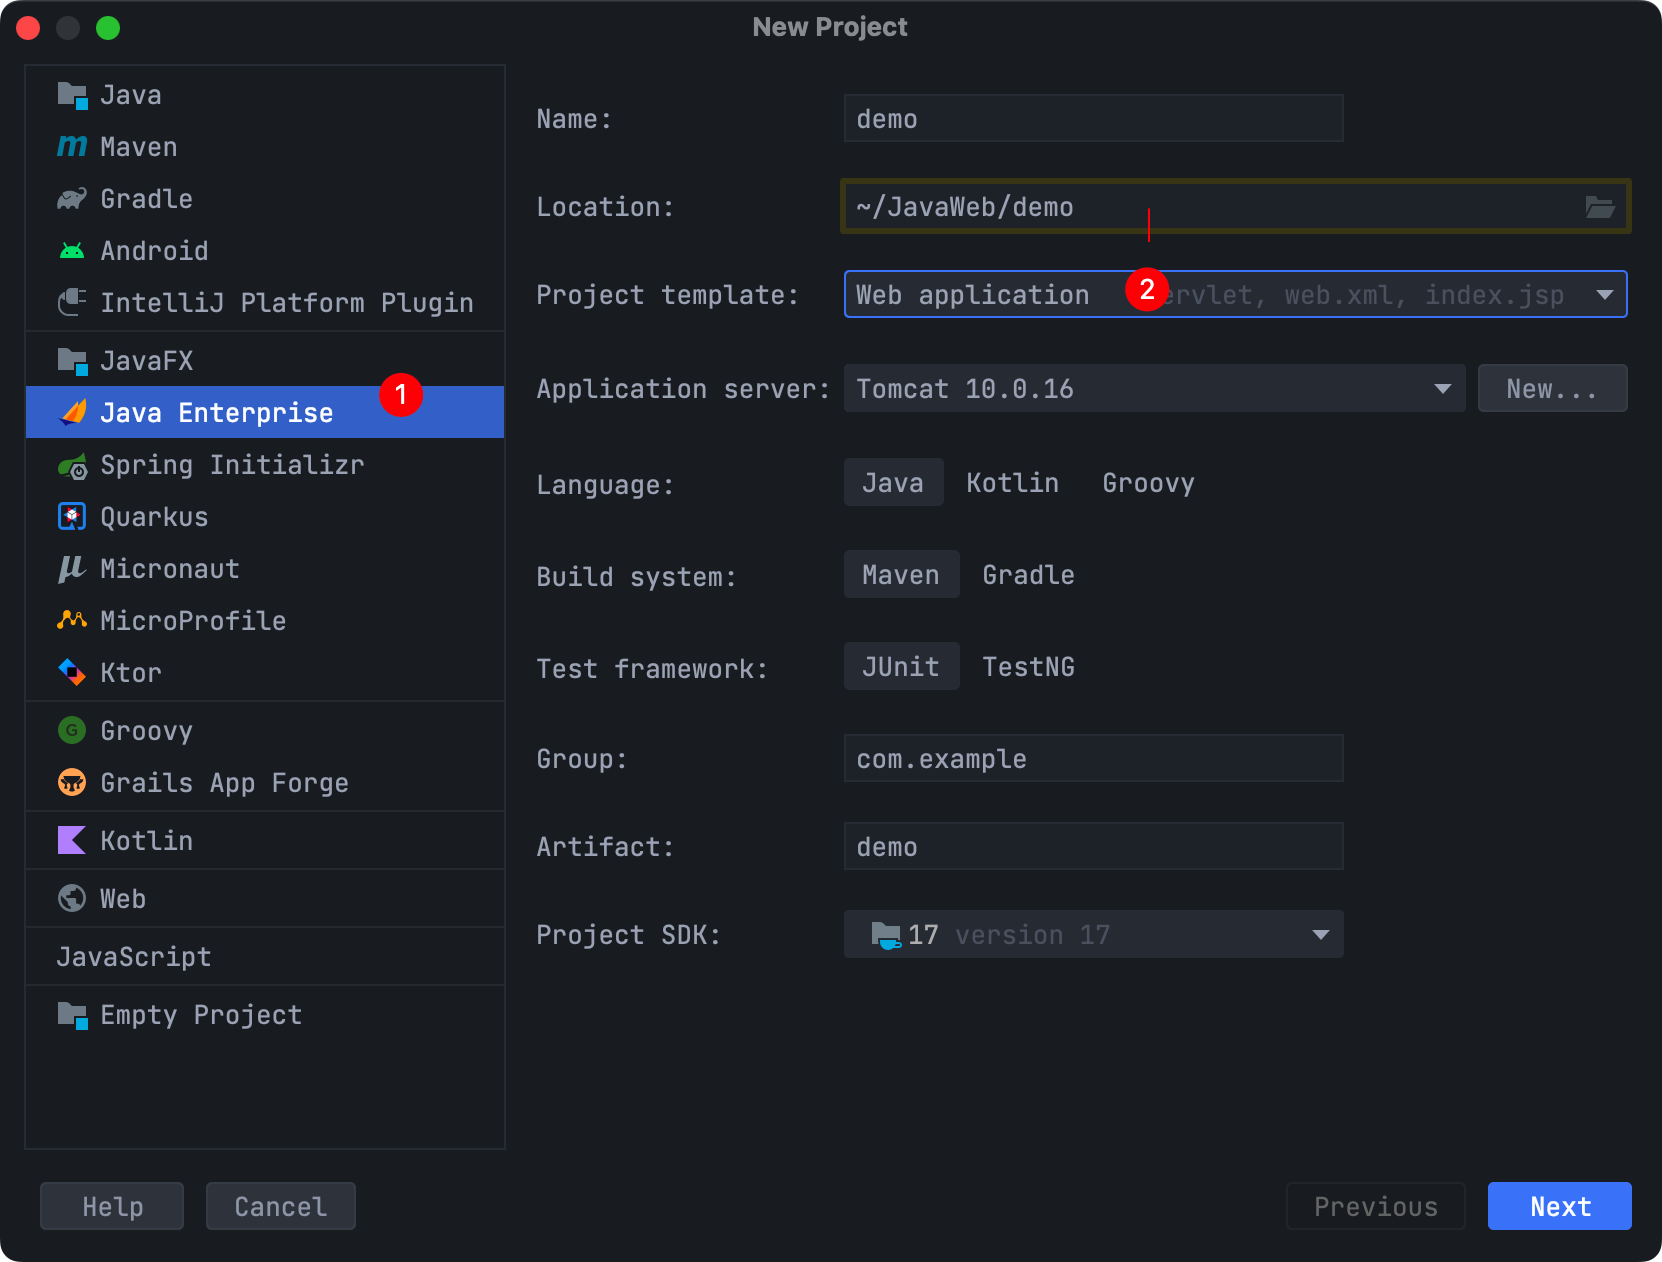 New Project
Java
Maven
Gradle
Android
IntelliJ Platform Plugin
JavaFX
Java Enterprise
1
Spring Initializr
Quarkus
Micronaut
MicroProfile
Ktor
Groovy
Grails App Forge
Kotlin
Web
JavaScript
Empty Project
Name: demo
Location: ~/JavaWeb/demo
Project template: Web application 2 ervlet, web.xml, index.jsp
Application server: Tomcat 10.0.16 New...
Language: Java Kotlin Groovy
Build system: Maven Gradle
Test framework: JUnit TestNG
Group: com.example
Artifact: demo
Project SDK: 17 version 17
Help Cancel Previous Next